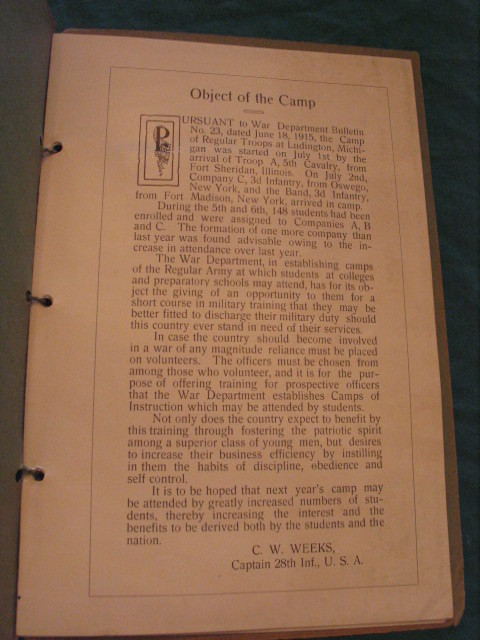 Object of the Camp
PURSUANT to War Department Bulletin
No. 23, dated June 18, 1915, the Camp
of Regular Troops at Ludington, Michi-
gan was started on July 1st by the
arrival of Troop A, 5th Cavalry, from
Fort Sheridan, Illinois. On July 2nd,
Company C, 3d Infantry, from Oswego,
New York, and the Band, 3d Infantry,
from Fort Madison, New York, arrived in camp.
During the 5th and 6th, 148 students had been
enrolled and were assigned to Companies A, B
and C. The formation of one more company than
last year was found advisable owing to the in-
crease in attendance over last year.
The War Department, in establishing camps
of the Regular Army at which students at colleges
and preparatory schools may attend, has for its ob-
ject the giving of an opportunity to them for a
short course in military training that they may be
better fitted to discharge their military duty should
this country ever stand in need of their services.
In case the country should become involved
in a war of any magnitude reliance must be placed
on volunteers. The officers must be chosen from
among those who volunteer, and it is for the pur-
pose of offering training for prospective officers
that the War Department establishes Camps of
Instruction which may be attended by students.
Not only does the country expect to benefit by
this training through fostering the patriotic spirit
among a superior class of young men, but desires
to increase their business efficiency by instilling
in them the habits of discipline, obedience and
self control.
It is to be hoped that next year's camp may
be attended by greatly increased numbers of stu-
dents, thereby increasing the interest and the
benefits to be derived both by the students and the
nation.
C. W. WEEKS,
Captain 28th Inf., U. S. A.